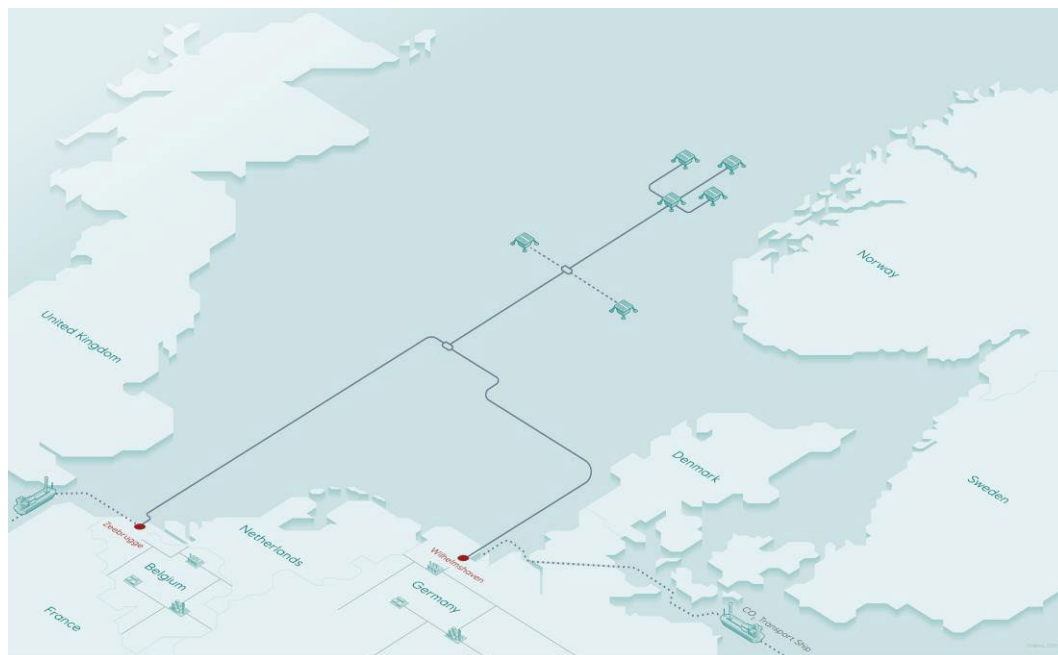 Norway
United Kingdom
Denmark
Sweden
Zeebrugge
Netherlands
Wilhelmshaven
Belgium
Germany
France
CO₂ Transport Ship